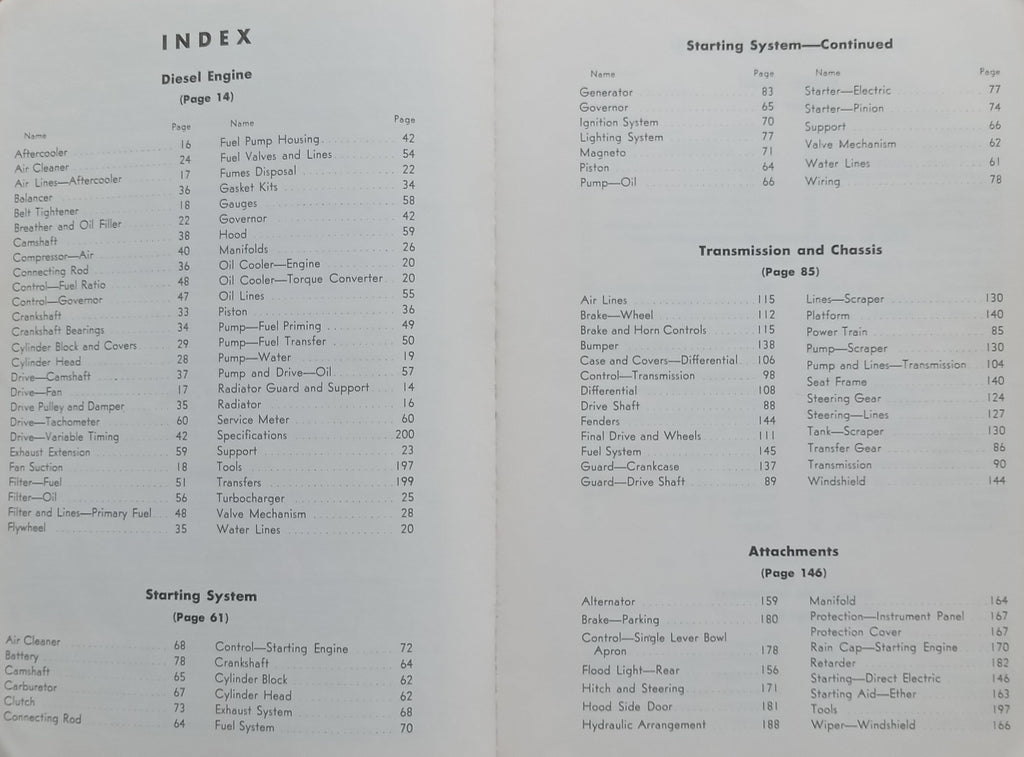 INDEX
Diesel Engine
(Page 14)
Name Page
Aftercooler 16
Air Cleaner 24
Air Lines—Aftercooler 17
Balancer 36
Belt Tightener 18
Breather and Oil Filler 22
Camshaft 38
Compressor—Air 40
Connecting Rod 36
Control—Fuel Ratio 48
Control—Governor 47
Crankshaft 33
Crankshaft Bearings 34
Cylinder Block and Covers 29
Cylinder Head 28
Drive—Camshaft 37
Drive—Fan 17
Drive Pulley and Damper 35
Drive—Tachometer 60
Drive—Variable Timing 42
Exhaust Extension 59
Fan Suction 18
Filter—Fuel 51
Filter—Oil 56
Filter and Lines—Primary Fuel 48
Flywheel 35
Name Page
Fuel Pump Housing 42
Fuel Valves and Lines 54
Fumes Disposal 22
Gasket Kits 34
Gauges 58
Governor 42
Hood 59
Manifolds 26
Oil Cooler—Engine 20
Oil Cooler—Torque Converter 20
Oil Lines 55
Piston 36
Pump—Fuel Priming 49
Pump—Fuel Transfer 50
Pump—Water 19
Pump and Drive—Oil 57
Radiator Guard and Support 14
Radiator 16
Service Meter 60
Specifications 200
Support 23
Tools 197
Transfers 199
Turbocharger 25
Valve Mechanism 28
Water Lines 20
Starting System
(Page 61)
Air Cleaner 68
Battery 78
Camshaft 65
Carburetor 67
Clutch 73
Connecting Rod 64
Control—Starting Engine 72
Crankshaft 64
Cylinder Block 62
Cylinder Head 62
Exhaust System 68
Fuel System 70
Starting System—Continued
Name Page
Generator 83
Governor 65
Ignition System 70
Lighting System 77
Magneto 71
Piston 64
Pump—Oil 66
Name Page
Starter—Electric 77
Starter—Pinion 74
Support 66
Valve Mechanism 62
Water Lines 61
Wiring 78
Transmission and Chassis
(Page 85)
Air Lines 115
Brake—Wheel 112
Brake and Horn Controls 115
Bumper 138
Case and Covers—Differential 106
Control—Transmission 98
Differential 108
Drive Shaft 88
Fenders 144
Final Drive and Wheels 111
Fuel System 145
Guard—Crankcase 137
Guard—Drive Shaft 89
Lines—Scraper 130
Platform 140
Power Train 85
Pump—Scraper 130
Pump and Lines—Transmission 104
Seat Frame 140
Steering Gear 124
Steering—Lines 127
Tank—Scraper 130
Transfer Gear 86
Transmission 90
Windshield 144
Attachments
(Page 146)
Alternator 159
Brake—Parking 180
Control—Single Lever Bowl
Apron 178
Flood Light—Rear 156
Hitch and Steering 171
Hood Side Door 181
Hydraulic Arrangement 188
Manifold 164
Protection—Instrument Panel 167
Protection Cover 167
Rain Cap—Starting Engine 170
Retarder 182
Starting—Direct Electric 146
Starting Aid—Ether 163
Tools 197
Wiper—Windshield 166